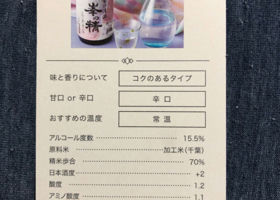 峯の精
味と香りについて コクのあるタイプ
甘口 or 辛口 辛口
おすすめの温度 常温
アルコール度数 15.5%
原料米 加工米(千葉)
精米歩合 70%
日本酒度 +2
酸度 1.2
アミノ酸度 1.1